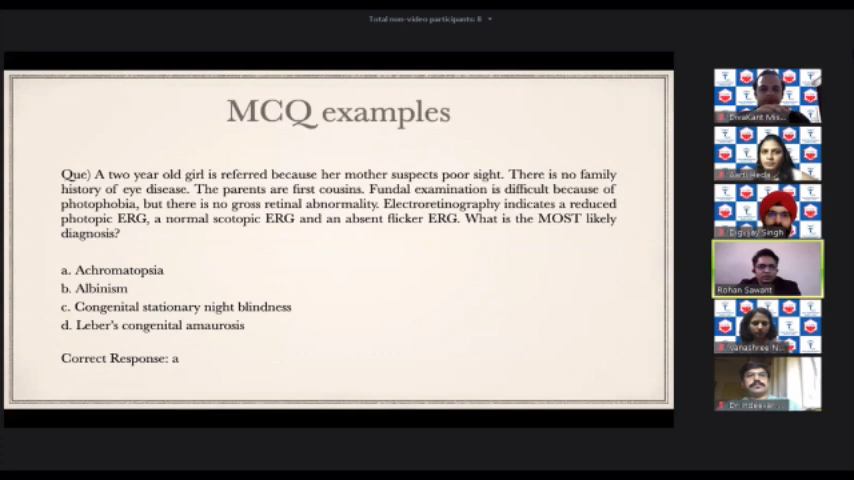 Total non-video participants: 8
MCQ examples
Que) A two year old girl is referred because her mother suspects poor sight. There is no family
history of eye disease. The parents are first cousins. Fundal examination is difficult because of
photophobia, but there is no gross retinal abnormality. Electroretinography indicates a reduced
photopic ERG, a normal scotopic ERG and an absent flicker ERG. What is the MOST likely
diagnosis?
a. Achromatopsia
b. Albinism
c. Congenital stationary night blindness
d. Leber's congenital amaurosis
Correct Response: a
Digvijay Singh
Rohan Sawant
Vanashree N...